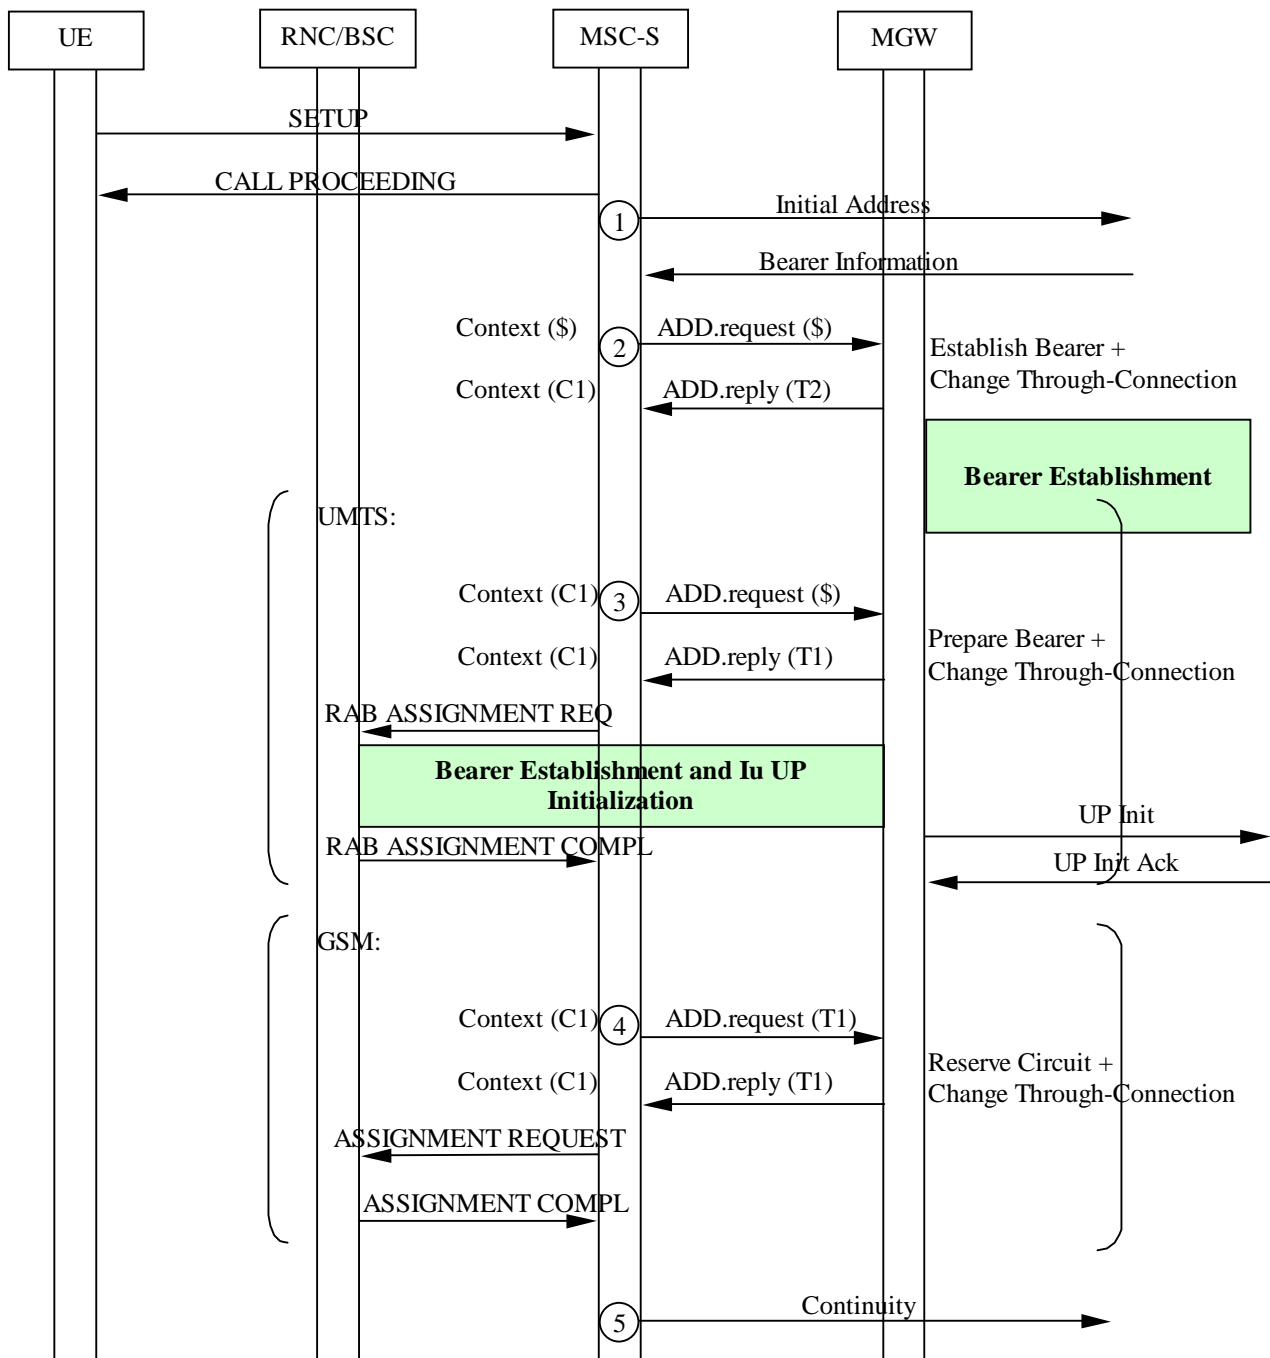 UE
RNC/BSC
MSC-S
MGW
SETUP
CALL PROCEEDING
1
Initial Address
Bearer Information
Context ($)
2
ADD.request ($)
Establish Bearer +
Change Through-Connection
Context (C1)
ADD.reply (T2)
Bearer Establishment
UMTS:
Context (C1)
3
ADD.request ($)
Prepare Bearer +
Change Through-Connection
Context (C1)
ADD.reply (T1)
RAB ASSIGNMENT REQ
Bearer Establishment and Iu UP
Initialization
UP Init
RAB ASSIGNMENT COMPL
UP Init Ack
GSM:
Context (C1)
4
ADD.request (T1)
Reserve Circuit +
Change Through-Connection
Context (C1)
ADD.reply (T1)
ASSIGNMENT REQUEST
ASSIGNMENT COMPL
5
Continuity